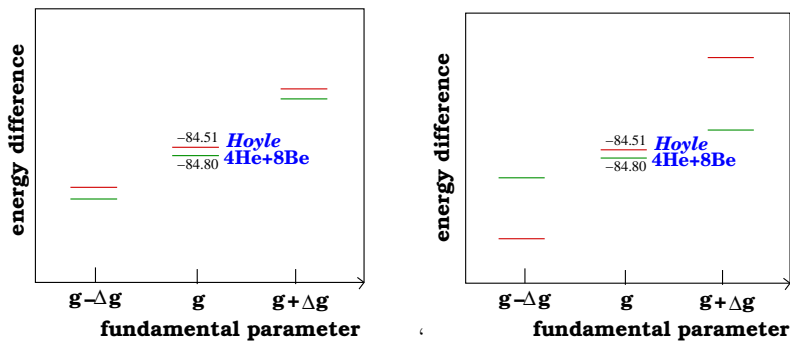 energy difference
−84.51
Hoyle
4He+8Be
−84.80
g−Δg g g+Δg
fundamental parameter
‘
energy difference
−84.51
Hoyle
4He+8Be
−84.80
g−Δg g g+Δg
fundamental parameter